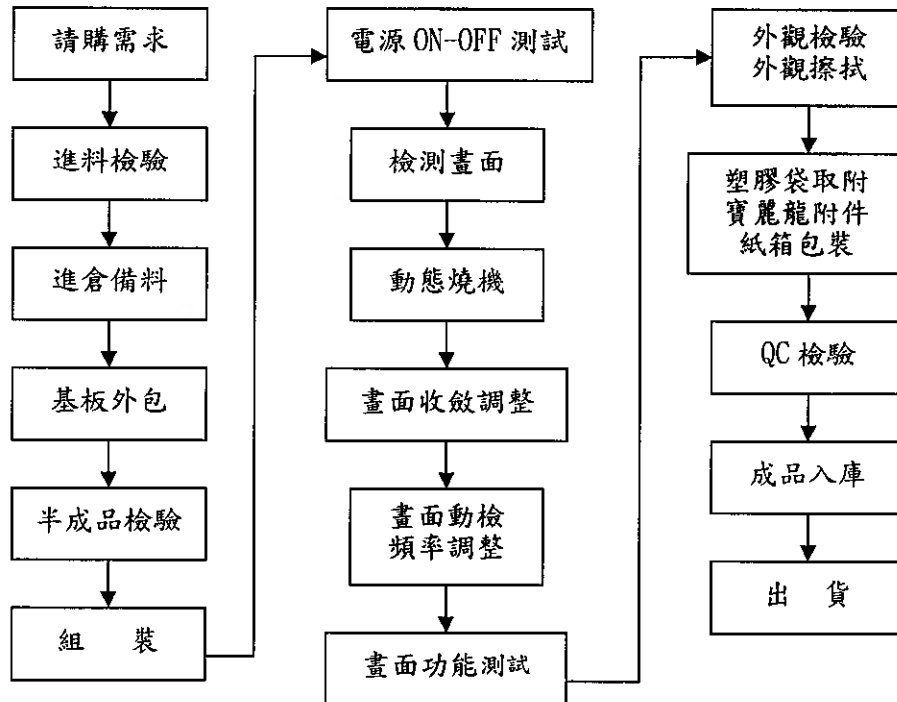 請購需求
進料檢驗
進倉備料
基板外包
半成品檢驗
組 裝
電源 ON-OFF 測試
檢測畫面
動態燒機
畫面收斂調整
畫面動檢
頻率調整
畫面功能測試
外觀檢驗
外觀擦拭
塑膠袋取附
寶麗龍附件
紙箱包裝
QC 檢驗
成品入庫
出 貨